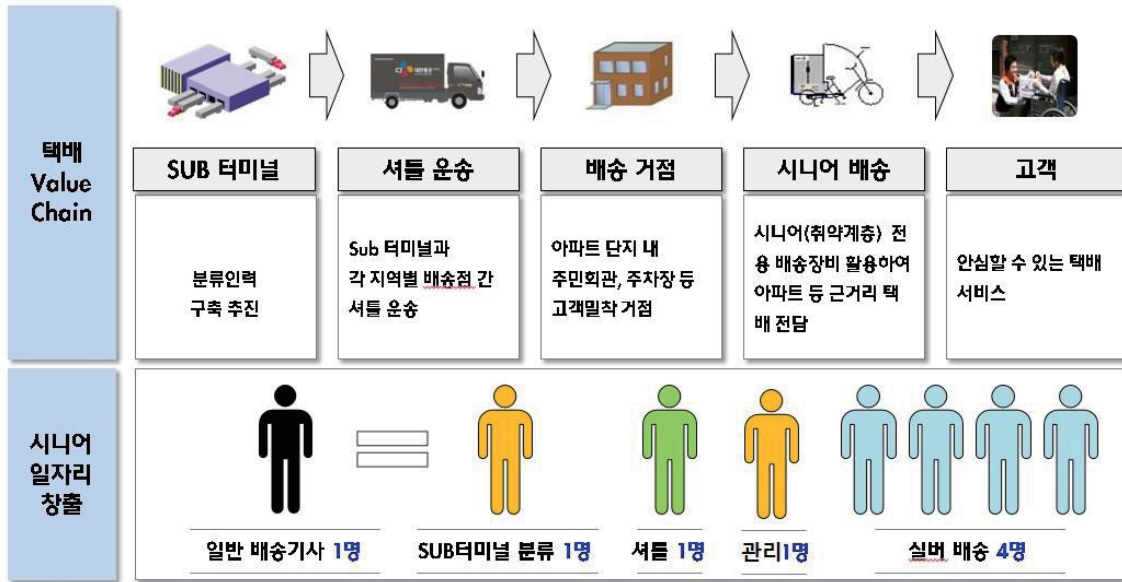 택배
Value
Chain
CJ대한통운
SUB 터미널
셔틀 운송
배송 거점
시니어 배송
고객
분류인력
구축 추진
Sub 터미널과
각 지역별 배송점 간
셔틀 운송
아파트 단지 내
주민회관, 주차장 등
고객밀착 거점
시니어(취약계층) 전
용 배송장비 활용하여
아파트 등 근거리 택
배 전담
안심할 수 있는 택배
서비스
시니어
일자리
창출
일반 배송기사 1명
SUB터미널 분류 1명
셔틀 1명
관리1명
실버 배송 4명